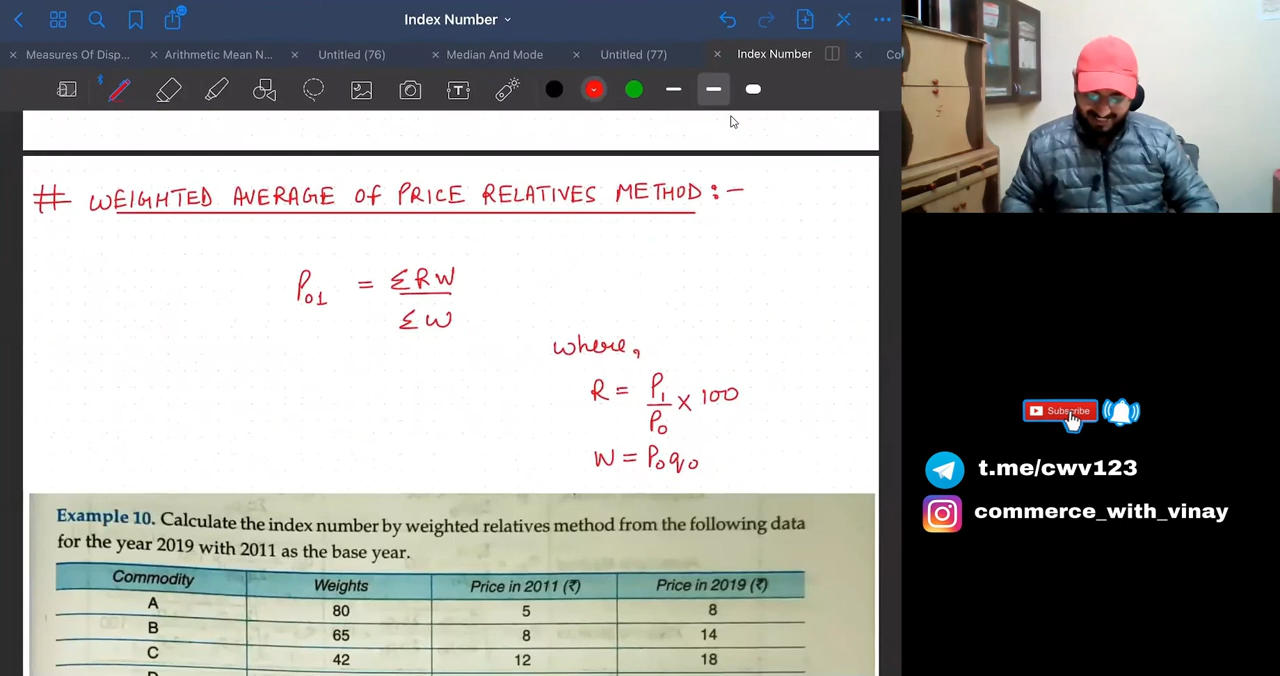 Index Number
Measures Of Disp...
Arithmetic Mean N...
Untitled (76)
Median And Mode
Untitled (77)
Index Number
Co
# WEIGHTED AVERAGE OF PRICE RELATIVES METHOD :-
P01 = ΣRW / ΣW
where,
R = P1 / P0 × 100
W = P0q0
Example 10. Calculate the index number by weighted relatives method from the following data
for the year 2019 with 2011 as the base year.
Commodity Weights Price in 2011 (₹) Price in 2019 (₹)
A 80 5 8
B 65 8 14
C 42 12 18
Subscribe
t.me/cwv123
commerce_with_vinay